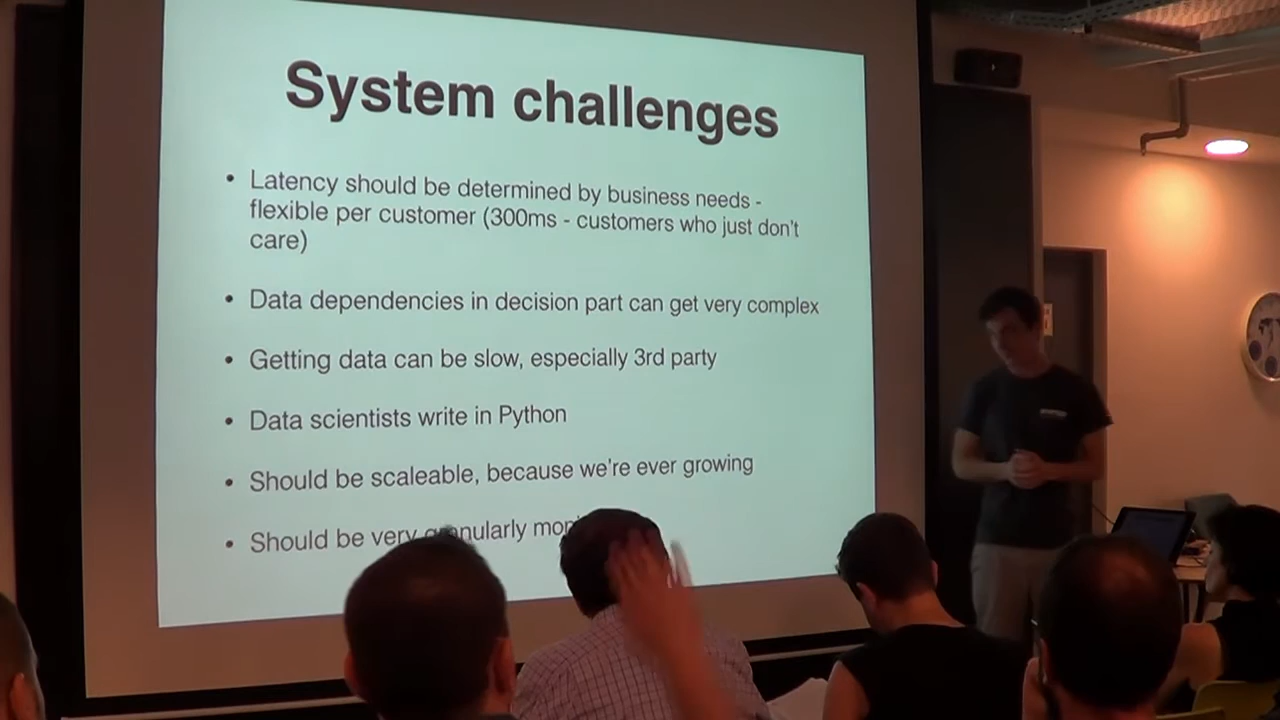 System challenges
• Latency should be determined by business needs -
flexible per customer (300ms - customers who just don't
care)
• Data dependencies in decision part can get very complex
• Getting data can be slow, especially 3rd party
• Data scientists write in Python
• Should be scaleable, because we're ever growing
• Should be very granularly